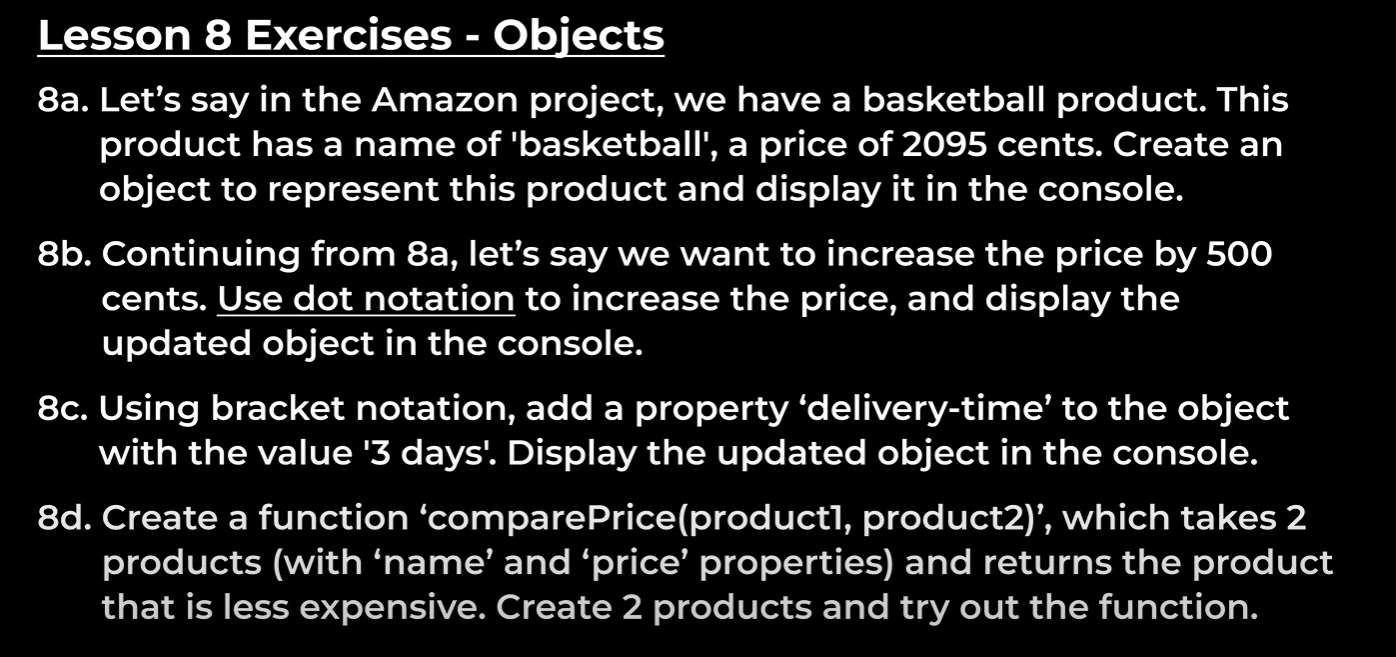 Lesson 8 Exercises - Objects
8a. Let’s say in the Amazon project, we have a basketball product. This
product has a name of 'basketball', a price of 2095 cents. Create an
object to represent this product and display it in the console.
8b. Continuing from 8a, let’s say we want to increase the price by 500
cents. Use dot notation to increase the price, and display the
updated object in the console.
8c. Using bracket notation, add a property ‘delivery-time’ to the object
with the value '3 days'. Display the updated object in the console.
8d. Create a function ‘comparePrice(product1, product2)’, which takes 2
products (with ‘name’ and ‘price’ properties) and returns the product
that is less expensive. Create 2 products and try out the function.